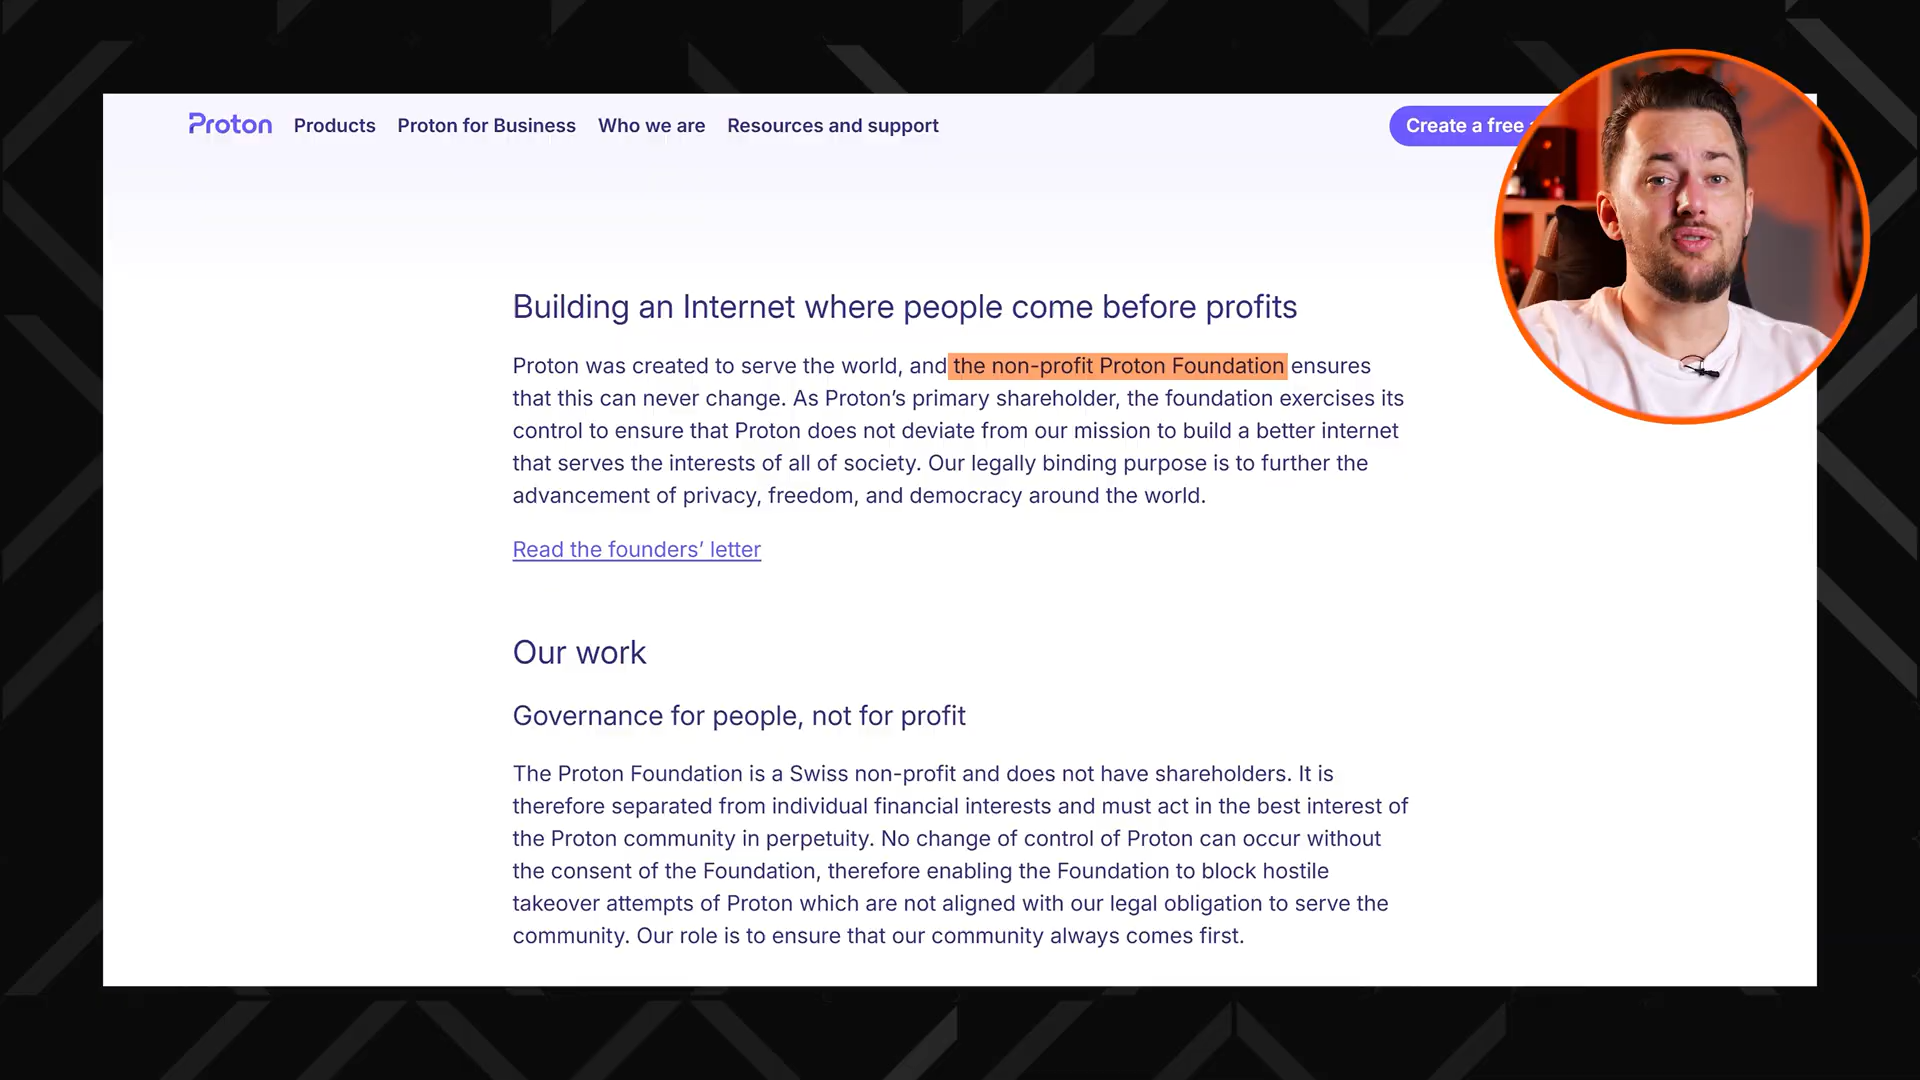 Proton Products Proton for Business Who we are Resources and support Create a free
Building an Internet where people come before profits
Proton was created to serve the world, and the non-profit Proton Foundation ensures
that this can never change. As Proton’s primary shareholder, the foundation exercises its
control to ensure that Proton does not deviate from our mission to build a better internet
that serves the interests of all of society. Our legally binding purpose is to further the
advancement of privacy, freedom, and democracy around the world.
Read the founders’ letter
Our work
Governance for people, not for profit
The Proton Foundation is a Swiss non-profit and does not have shareholders. It is
therefore separated from individual financial interests and must act in the best interest of
the Proton community in perpetuity. No change of control of Proton can occur without
the consent of the Foundation, therefore enabling the Foundation to block hostile
takeover attempts of Proton which are not aligned with our legal obligation to serve the
community. Our role is to ensure that our community always comes first.